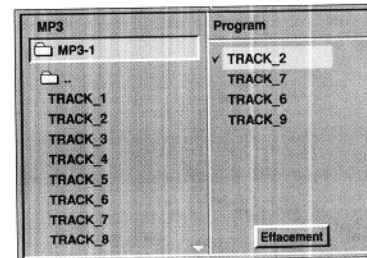 MP3
MP3-1
..
TRACK_1
TRACK_2
TRACK_3
TRACK_4
TRACK_5
TRACK_6
TRACK_7
TRACK_8
Program
TRACK_2
TRACK_7
TRACK_6
TRACK_9
Effacement